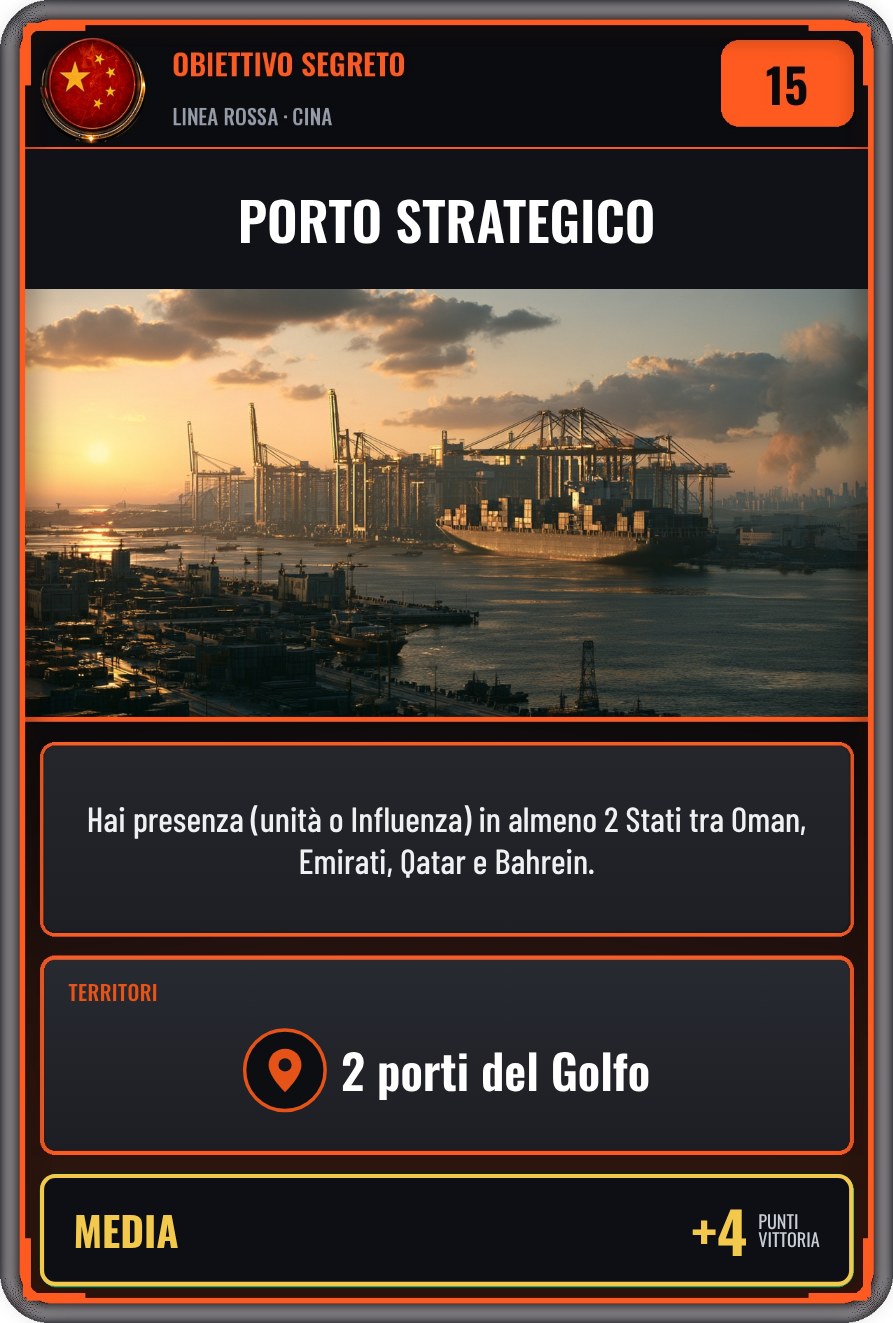 OBIETTIVO SEGRETO
LINEA ROSSA · CINA
15
PORTO STRATEGICO
Hai presenza (unità o Influenza) in almeno 2 Stati tra Oman,
Emirati, Qatar e Bahrein.
TERRITORI
2 porti del Golfo
MEDIA
+4
PUNTI
VITTORIA